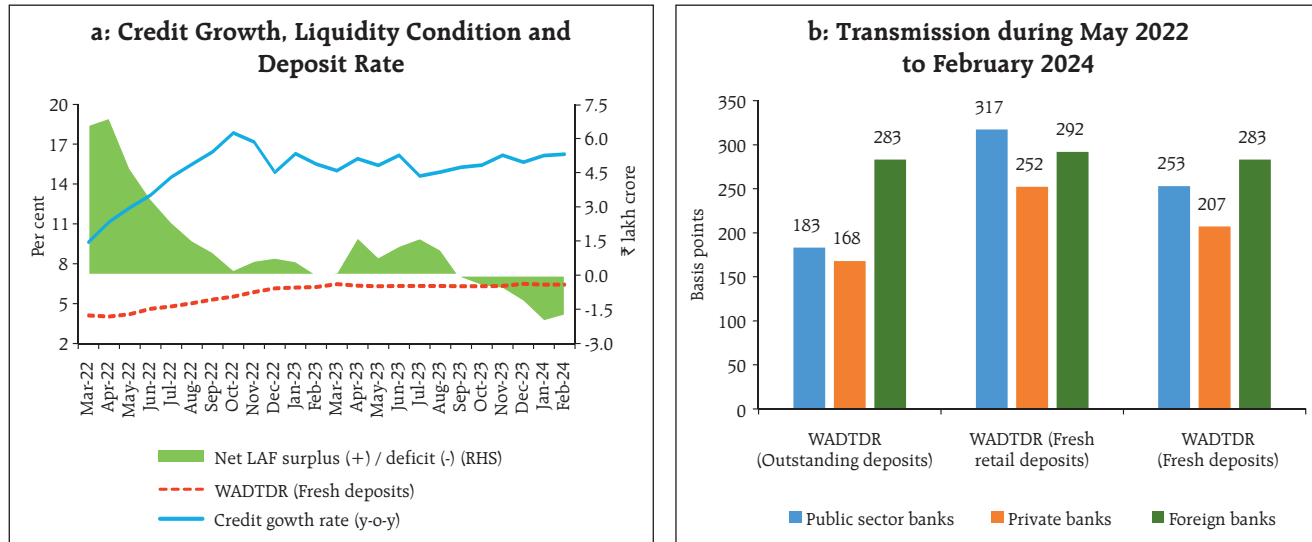 a: Credit Growth, Liquidity Condition and
Deposit Rate
20
17
14
11
8
5
2
Per cent
7.5
6.0
4.5
3.0
1.5
0.0
-1.5
-3.0
₹ lakh crore
Mar-22
Apr-22
May-22
Jun-22
Jul-22
Aug-22
Sep-22
Oct-22
Nov-22
Dec-22
Jan-23
Feb-23
Mar-23
Apr-23
May-23
Jun-23
Jul-23
Aug-23
Sep-23
Oct-23
Nov-23
Dec-23
Jan-24
Feb-24
Net LAF surplus (+) / deficit (-) (RHS)
WADTDR (Fresh deposits)
Credit gowth rate (y-o-y)
b: Transmission during May 2022
to February 2024
350
300
250
200
150
100
50
0
Basis points
183
168
283
317
252
292
253
207
283
WADTDR
(Outstanding deposits)
WADTDR (Fresh
retail deposits)
WADTDR
(Fresh deposits)
Public sector banks
Private banks
Foreign banks